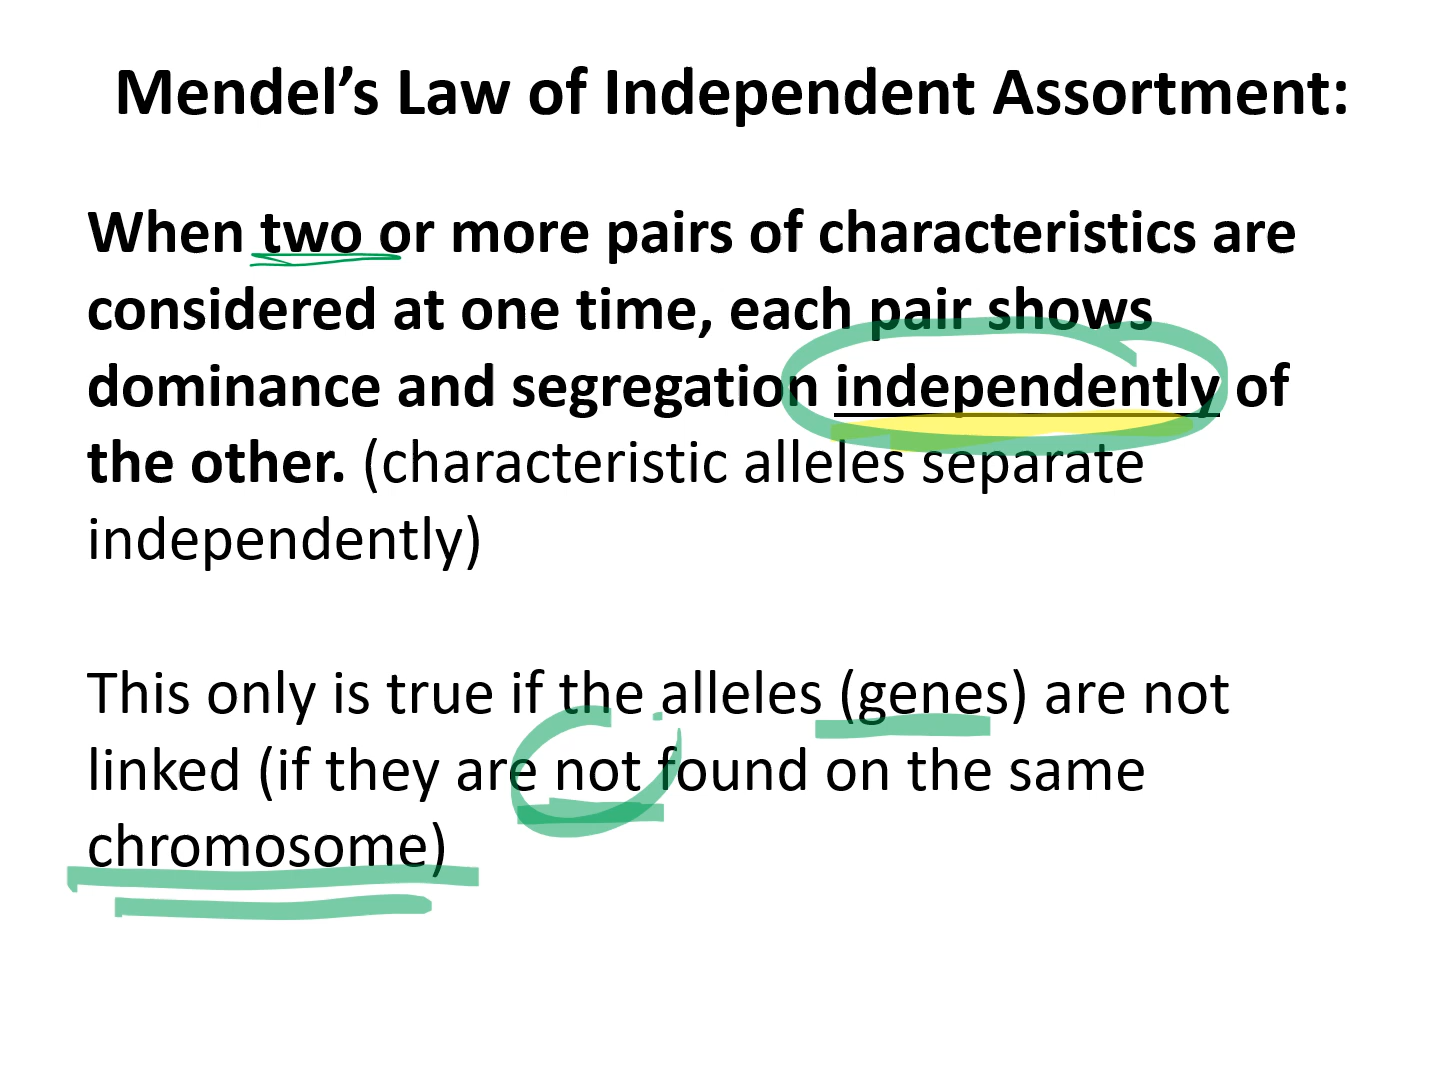 Mendel’s Law of Independent Assortment:
When two or more pairs of characteristics are
considered at one time, each pair shows
dominance and segregation independently of
the other. (characteristic alleles separate
independently)
This only is true if the alleles (genes) are not
linked (if they are not found on the same
chromosome)